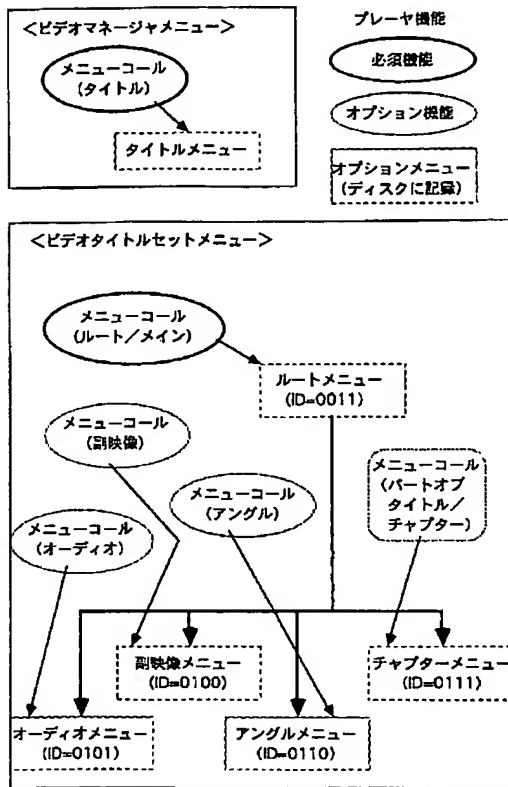 ＜ビデオマネージャメニュー＞
メニューコール
(タイトル)
タイトルメニュー
プレーヤ機能
必須機能
オプション機能
オプションメニュー
(ディスクに記録)
＜ビデオタイトルセットメニュー＞
メニューコール
(ルート／メイン)
ルートメニュー
(ID=0011)
メニューコール
(副映像)
メニューコール
(アングル)
メニューコール
(パートオブ
タイトル／
チャプター)
メニューコール
(オーディオ)
副映像メニュー
(ID=0100)
チャプターメニュー
(ID=0111)
オーディオメニュー
(ID=0101)
アングルメニュー
(ID=0110)